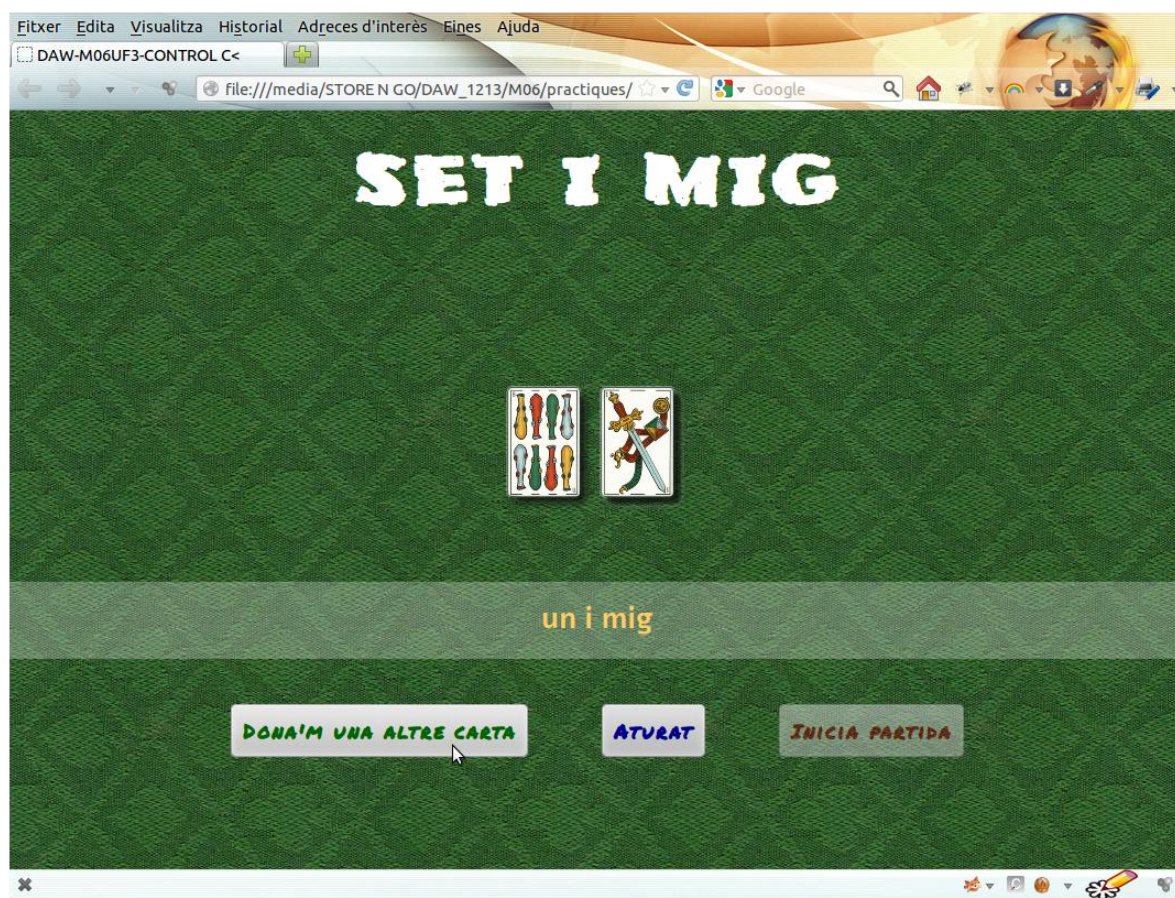 Fitxer Edita Visualitza Historial Adreces d'interès Eines Ajuda
DAW-M06UF3-CONTROL C<
file:///media/STORE N GO/DAW_1213/M06/practiques/ Google
SET I MIG
un i mig
DONA'M UNA ALTRE CARTA ATURAT INICIA PARTIDA